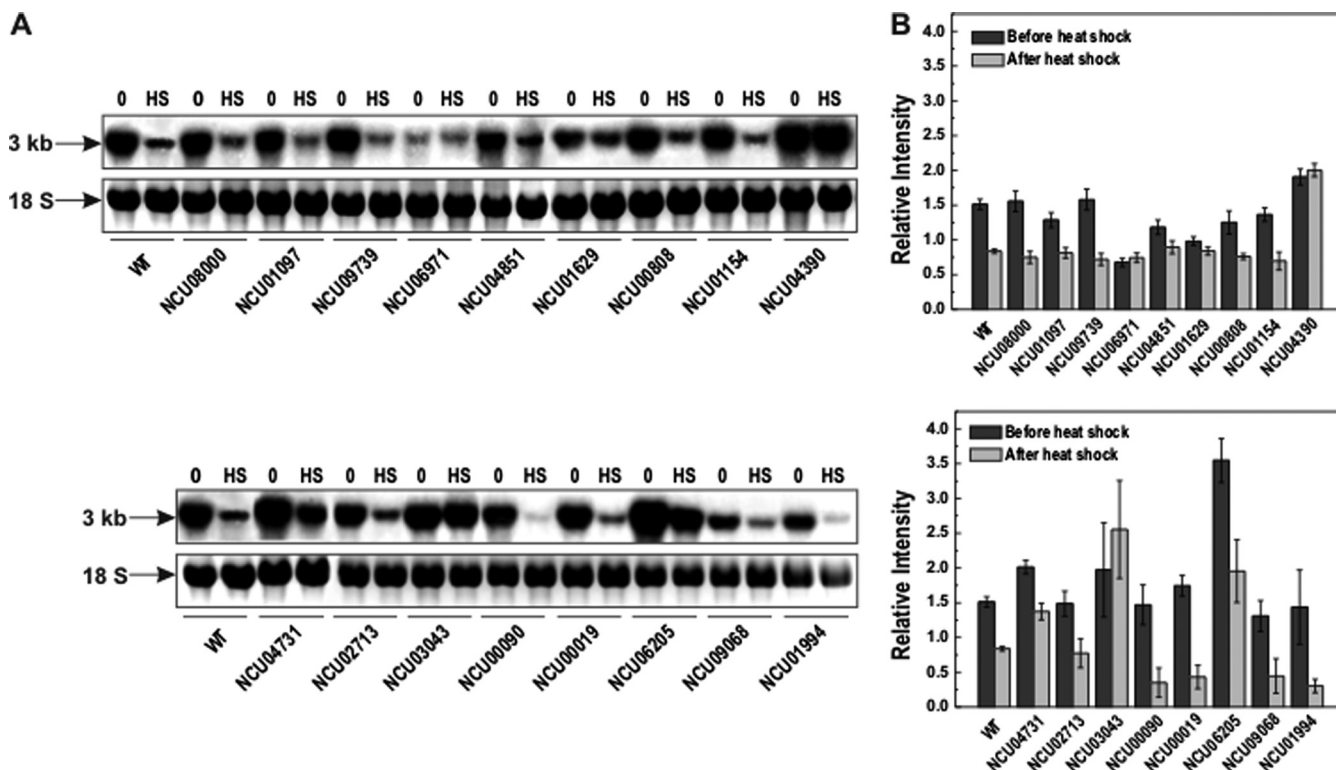 A
0 HS 0 HS 0 HS 0 HS 0 HS 0 HS 0 HS 0 HS 0 HS 0 HS
3 kb
18 S
WT NCU08000 NCU01097 NCU09739 NCU06971 NCU04851 NCU01629 NCU00808 NCU01154 NCU04390
0 HS 0 HS 0 HS 0 HS 0 HS 0 HS 0 HS 0 HS 0 HS
3 kb
18 S
WT NCU04731 NCU02713 NCU03043 NCU00090 NCU00019 NCU06205 NCU09068 NCU01994
B
Before heat shock
After heat shock
Relative Intensity
4.0
3.5
3.0
2.5
2.0
1.5
1.0
0.5
0.0
WT NCU08000 NCU01097 NCU09739 NCU06971 NCU04851 NCU01629 NCU00808 NCU01154 NCU04390
Before heat shock
After heat shock
Relative Intensity
4.0
3.5
3.0
2.5
2.0
1.5
1.0
0.5
0.0
WT NCU04731 NCU02713 NCU03043 NCU00090 NCU00019 NCU06205 NCU09068 NCU01994